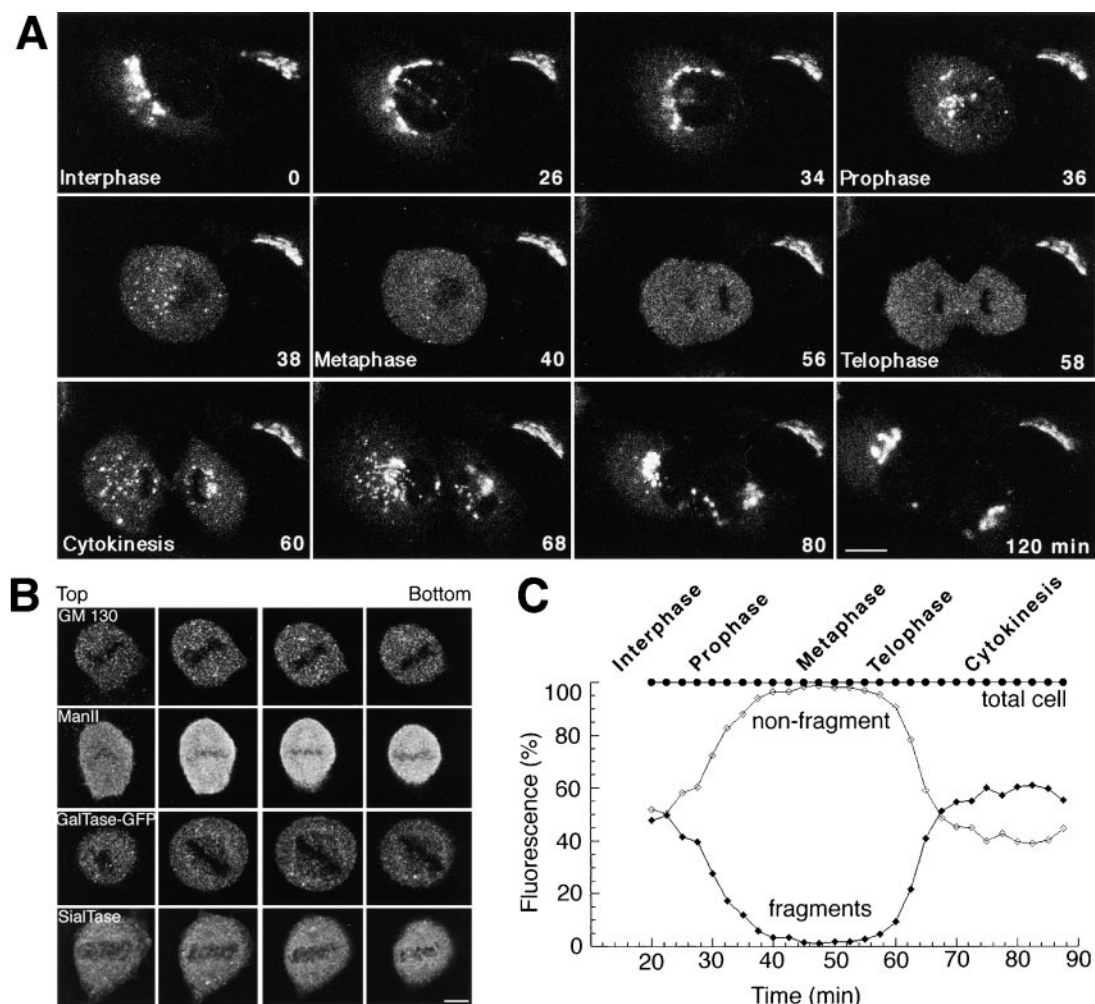 A
Interphase 0
26
34
Prophase 36
38
Metaphase 40
56
Telophase 58
Cytokinesis 60
68
80
120 min
B
Top Bottom
GM 130
ManII
GalTase-GFP
SialTase
C
Interphase
Prophase
Metaphase
Telophase
Cytokinesis
100
80
60
40
20
0
Fluorescence (%)
total cell
non-fragment
fragments
20 30 40 50 60 70 80 90
Time (min)